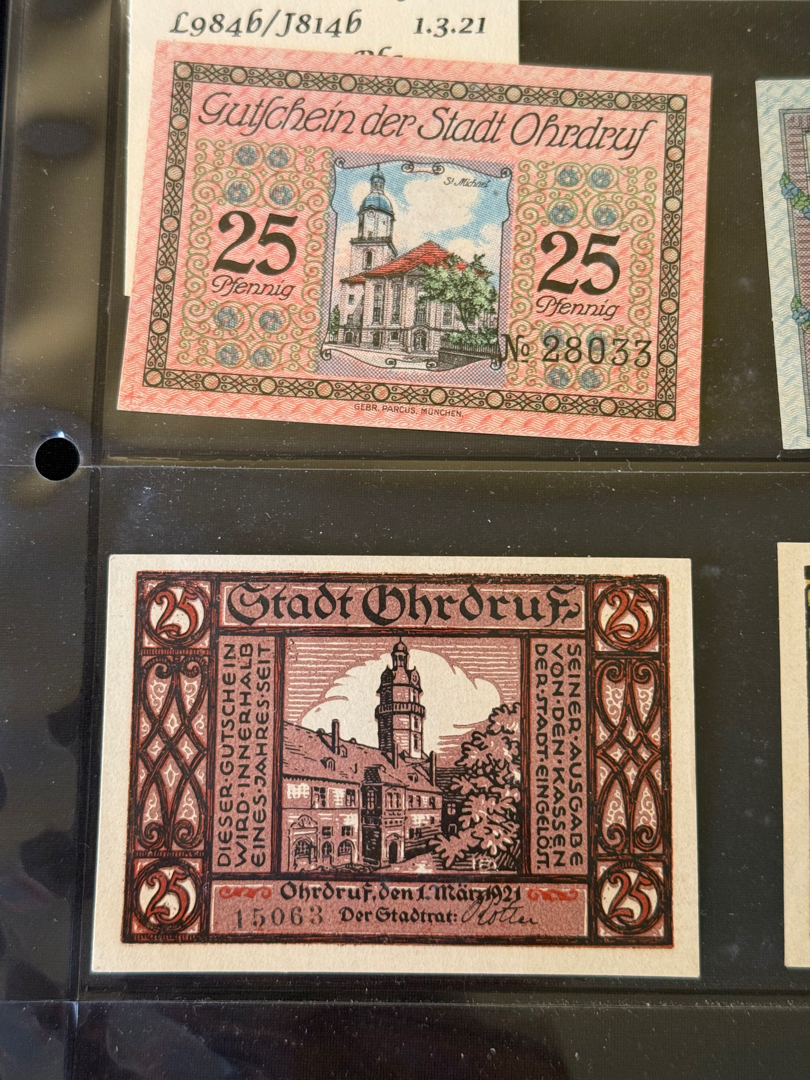 L984b/J814b 1.3.21
Gutschein der Stadt Ohrdruf
St. Michael
25
Pfennig
25
Pfennig
No 28033
GEBR. PARCUS, MÜNCHEN.
25
Stadt Ohrdruf
25
DIESER·GUTSCHEIN
WIRD·INNERHALB
EINES·JAHRES·SEIT
SEINER·AUSGABE
VON·DEN·KASSEN
DER·STADT·EINGELÖST
25
Ohrdruf, den 1. März 1921
25
15063 Der Stadtrat: